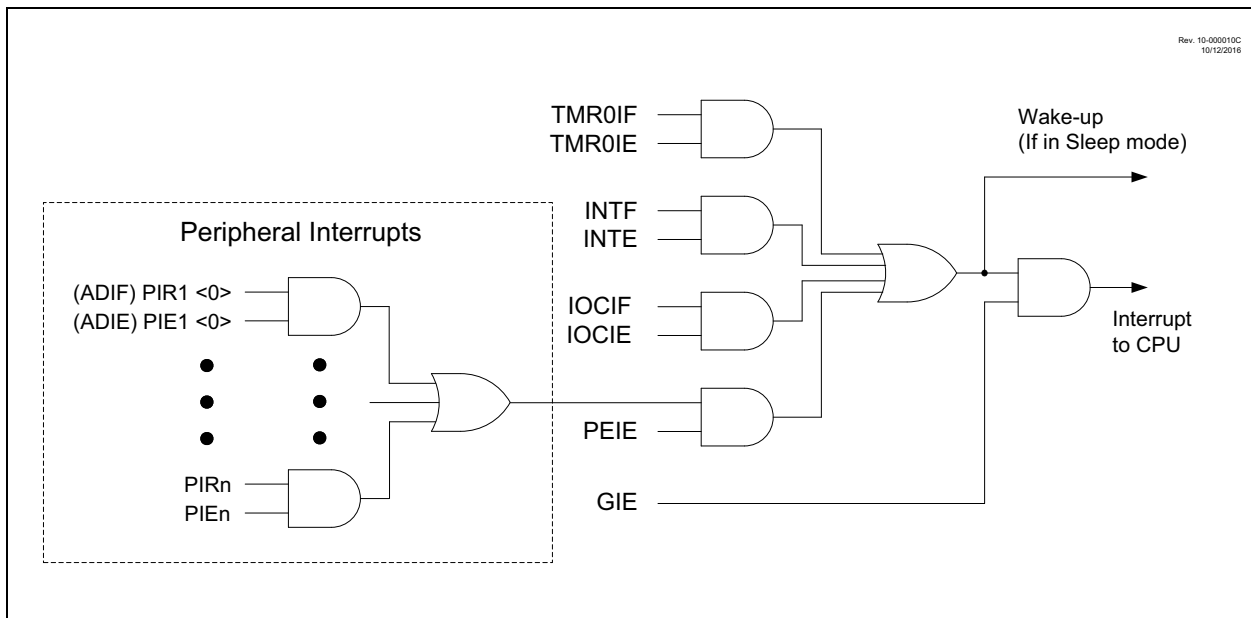 Rev. 10-000010C
10/12/2016
TMR0IF
TMR0IE
Wake-up
(If in Sleep mode)
INTF
INTE
Peripheral Interrupts
(ADIF) PIR1 <0>
(ADIE) PIE1 <0>
IOCIF
IOCIE
Interrupt
to CPU
PEIE
PIRn
PIEn
GIE